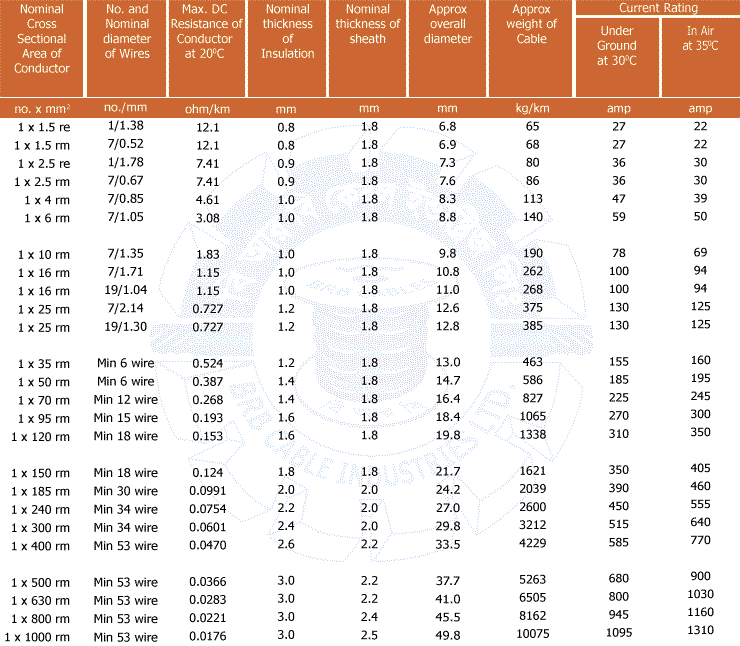 Nominal Cross Sectional Area of Conductor | No. and Nominal diameter of Wires | Max. DC Resistance of Conductor at 20⁰C | Nominal thickness of Insulation | Nominal thickness of sheath | Approx overall diameter | Approx weight of Cable | Current Rating
Under Ground at 30⁰C | In Air at 35⁰C
no. x mm² no./mm ohm/km mm mm mm kg/km amp amp
1 x 1.5 re 1/1.38 12.1 0.8 1.8 6.8 65 27 22
1 x 1.5 rm 7/0.52 12.1 0.8 1.8 6.9 68 27 22
1 x 2.5 re 1/1.78 7.41 0.9 1.8 7.3 80 36 30
1 x 2.5 rm 7/0.67 7.41 0.9 1.8 7.6 86 36 30
1 x 4 rm 7/0.85 4.61 1.0 1.8 8.3 113 47 39
1 x 6 rm 7/1.05 3.08 1.0 1.8 8.8 140 59 50
1 x 10 rm 7/1.35 1.83 1.0 1.8 9.8 190 78 69
1 x 16 rm 7/1.71 1.15 1.0 1.8 10.8 262 100 94
1 x 16 rm 19/1.04 1.15 1.0 1.8 11.0 268 100 94
1 x 25 rm 7/2.14 0.727 1.2 1.8 12.6 375 130 125
1 x 25 rm 19/1.30 0.727 1.2 1.8 12.8 385 130 125
1 x 35 rm Min 6 wire 0.524 1.2 1.8 13.0 463 155 160
1 x 50 rm Min 6 wire 0.387 1.4 1.8 14.7 586 185 195
1 x 70 rm Min 12 wire 0.268 1.4 1.8 16.4 827 225 245
1 x 95 rm Min 15 wire 0.193 1.6 1.8 18.4 1065 270 300
1 x 120 rm Min 18 wire 0.153 1.6 1.8 19.8 1338 310 350
1 x 150 rm Min 18 wire 0.124 1.8 1.8 21.7 1621 350 405
1 x 185 rm Min 30 wire 0.0991 2.0 2.0 24.2 2039 390 460
1 x 240 rm Min 34 wire 0.0754 2.2 2.0 27.0 2600 450 555
1 x 300 rm Min 34 wire 0.0601 2.4 2.0 29.8 3212 515 640
1 x 400 rm Min 53 wire 0.0470 2.6 2.2 33.5 4229 585 770
1 x 500 rm Min 53 wire 0.0366 3.0 2.2 37.7 5263 680 900
1 x 630 rm Min 53 wire 0.0283 3.0 2.2 41.0 6505 800 1030
1 x 800 rm Min 53 wire 0.0221 3.0 2.4 45.5 8162 945 1160
1 x 1000 rm Min 53 wire 0.0176 3.0 2.5 49.8 10075 1095 1310
BRB CABLE INDUSTRIES LTD.
BRB CABLES